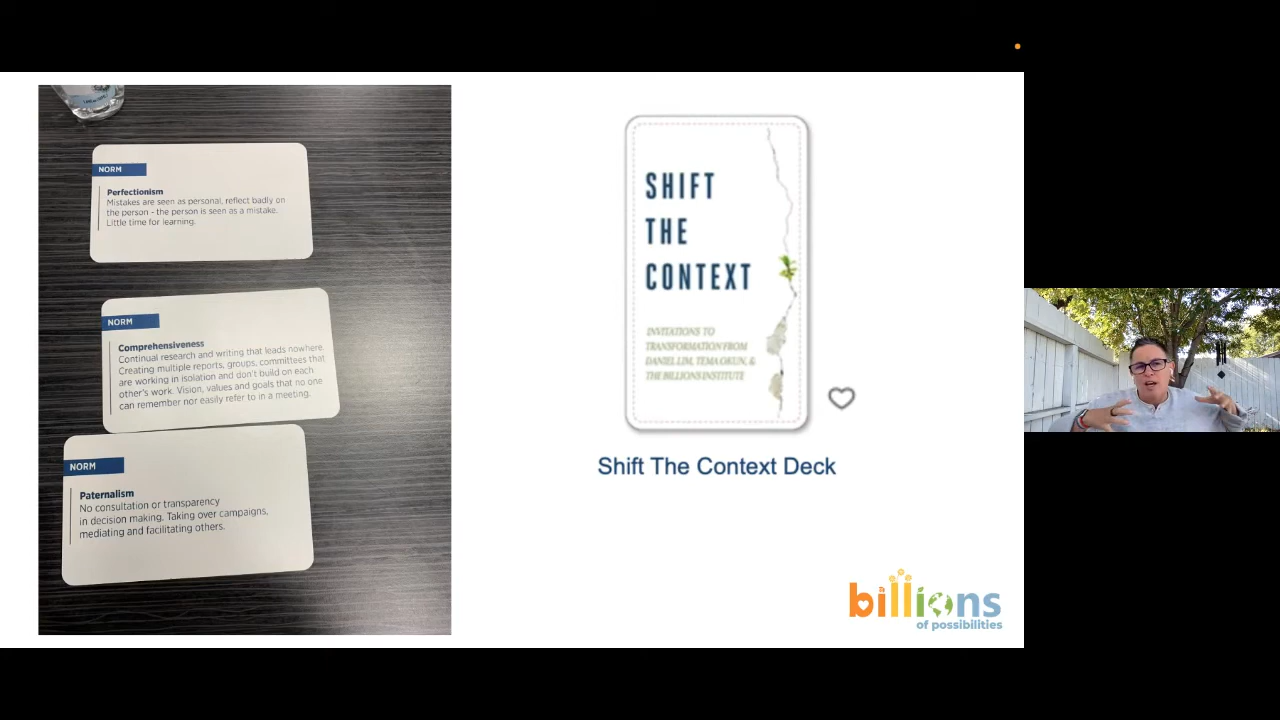 NORM
Perfectionism
Mistakes are seen as personal, reflect badly on
the person - the person is seen as a mistake.
Little time for learning.
NORM
Comprehensiveness
Continual research and writing that leads nowhere.
Creating multiple reports, groups, committees that
are working in isolation and don't build on each
other's work. Vision, values and goals that no one
can remember nor easily refer to in a meeting.
NORM
Paternalism
No consultation or transparency
in decision making. Taking over campaigns,
mediating and facilitating others.
SHIFT
THE
CONTEXT
INVITATIONS TO
TRANSFORMATION FROM
DANIEL LIM, TEMA OKUN, &
THE BILLIONS INSTITUTE
Shift The Context Deck
billions
of possibilities